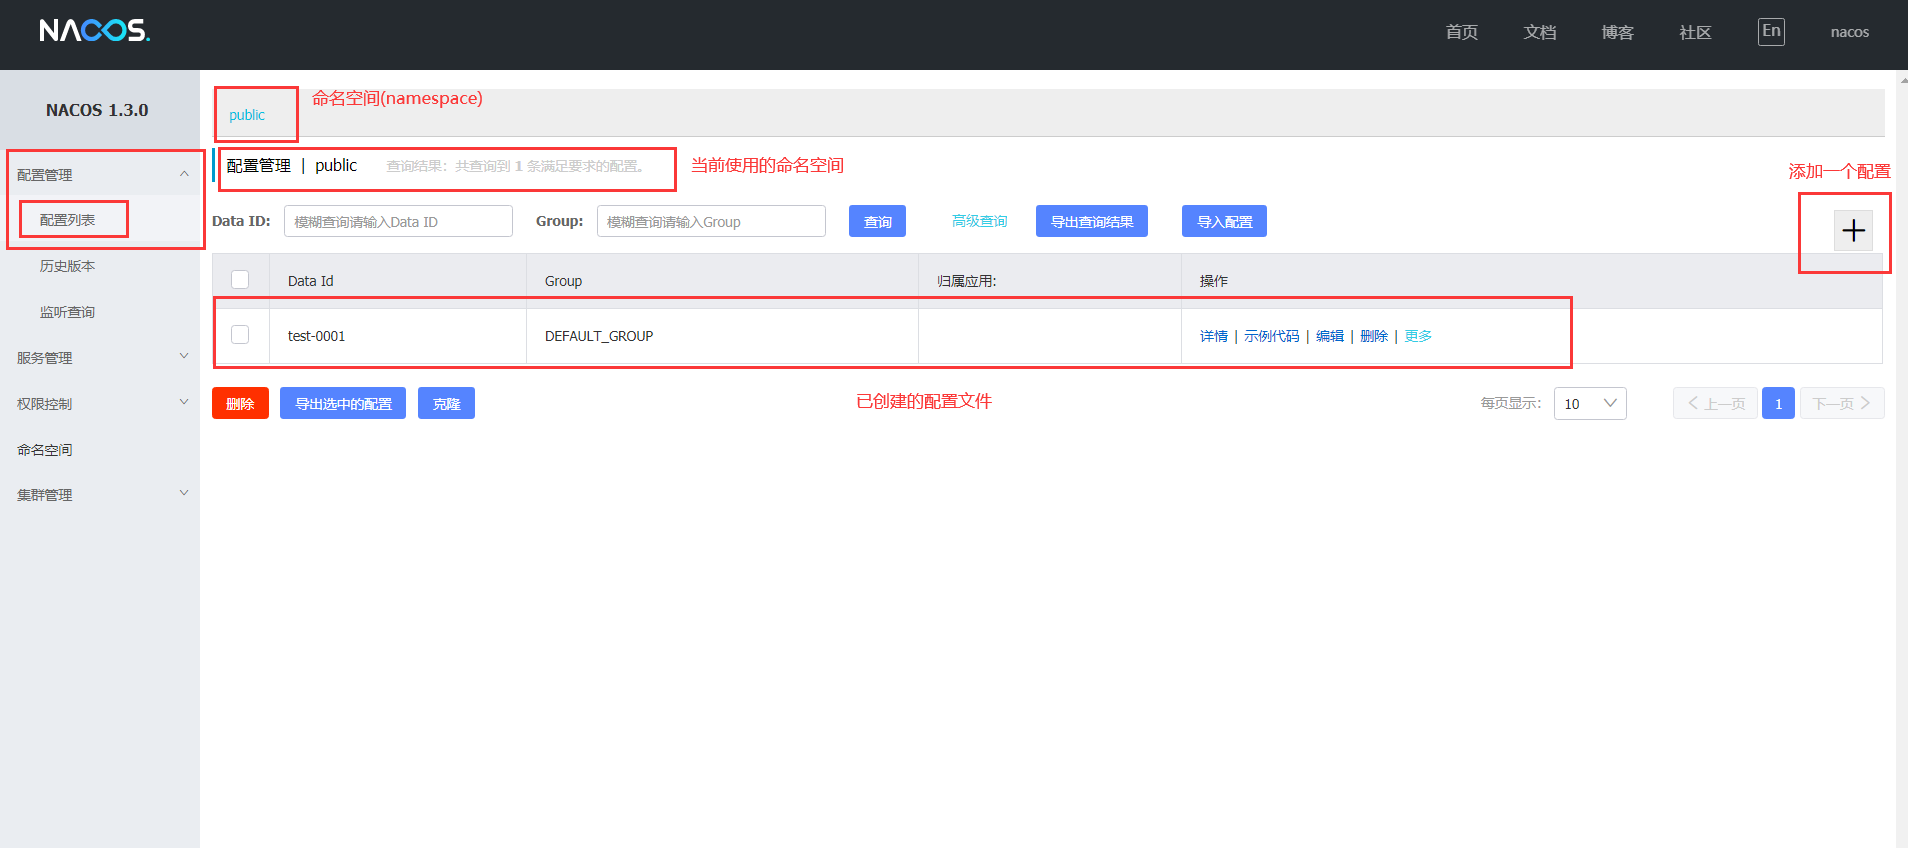 NACOS.
首页 文档 博客 社区 En nacos
NACOS 1.3.0
配置管理
配置列表
历史版本
监听查询
服务管理
权限控制
命名空间
集群管理
public 命名空间(namespace)
配置管理 | public 查询结果：共查询到 1 条满足要求的配置。 当前使用的命名空间
添加一个配置
Data ID: 模糊查询请输入Data ID Group: 模糊查询请输入Group 查询 高级查询 导出查询结果 导入配置
Data Id Group 归属应用: 操作
test-0001 DEFAULT_GROUP 详情 | 示例代码 | 编辑 | 删除 | 更多
删除 导出选中的配置 克隆 已创建的配置文件 每页显示： 10 上一页 1 下一页